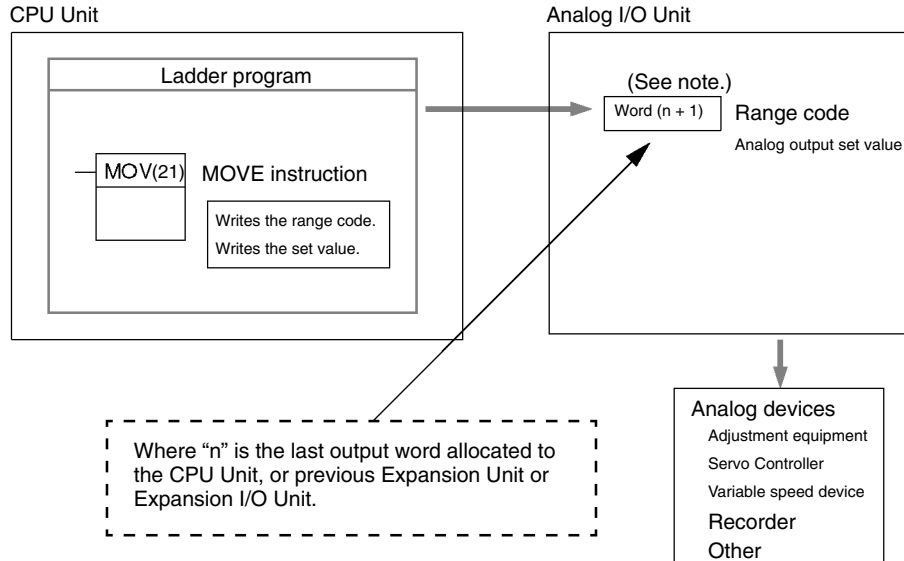 CPU Unit
Analog I/O Unit
Ladder program
(See note.)
Word (n + 1)
Range code
Analog output set value
MOV(21)
MOVE instruction
Writes the range code.
Writes the set value.
Where “n” is the last output word allocated to
the CPU Unit, or previous Expansion Unit or
Expansion I/O Unit.
Analog devices
Adjustment equipment
Servo Controller
Variable speed device
Recorder
Other